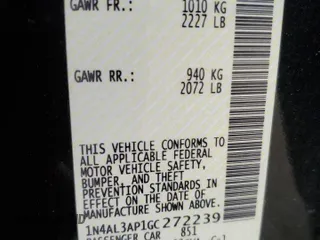 GAWR FR.: 1010 KG
2227 LB
GAWR RR.: 940 KG
2072 LB
THIS VEHICLE CONFORMS TO
ALL APPLICABLE FEDERAL
MOTOR VEHICLE SAFETY,
BUMPER, AND THEFT
PREVENTION STANDARDS IN
EFFECT ON THE DATE OF
MANUFACTURE SHOWN ABOVE.
1N4AL3AP1GC272239
PASSENGER CAR 851